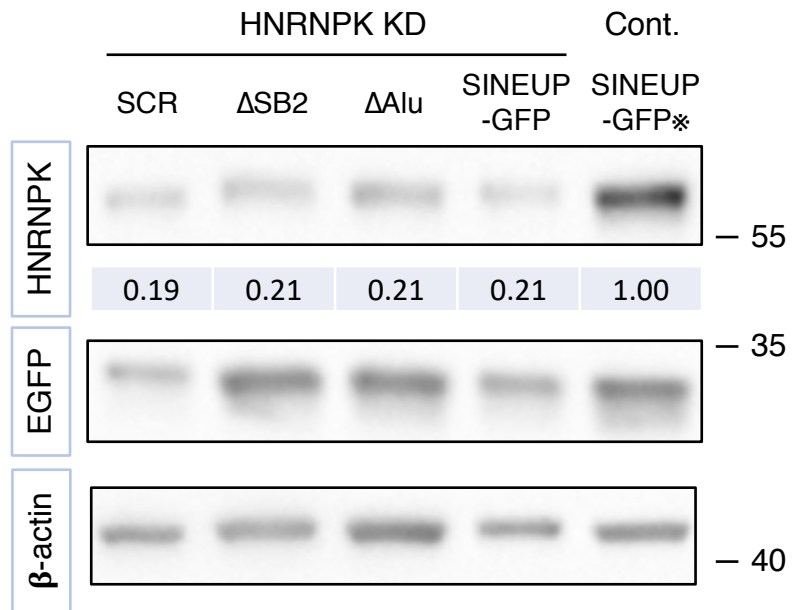 HNRNPK KD Cont.
SCR ΔSB2 ΔAlu SINEUP-GFP SINEUP-GFP※
HNRNPK
55
0.19 0.21 0.21 0.21 1.00
EGFP
35
β-actin
40